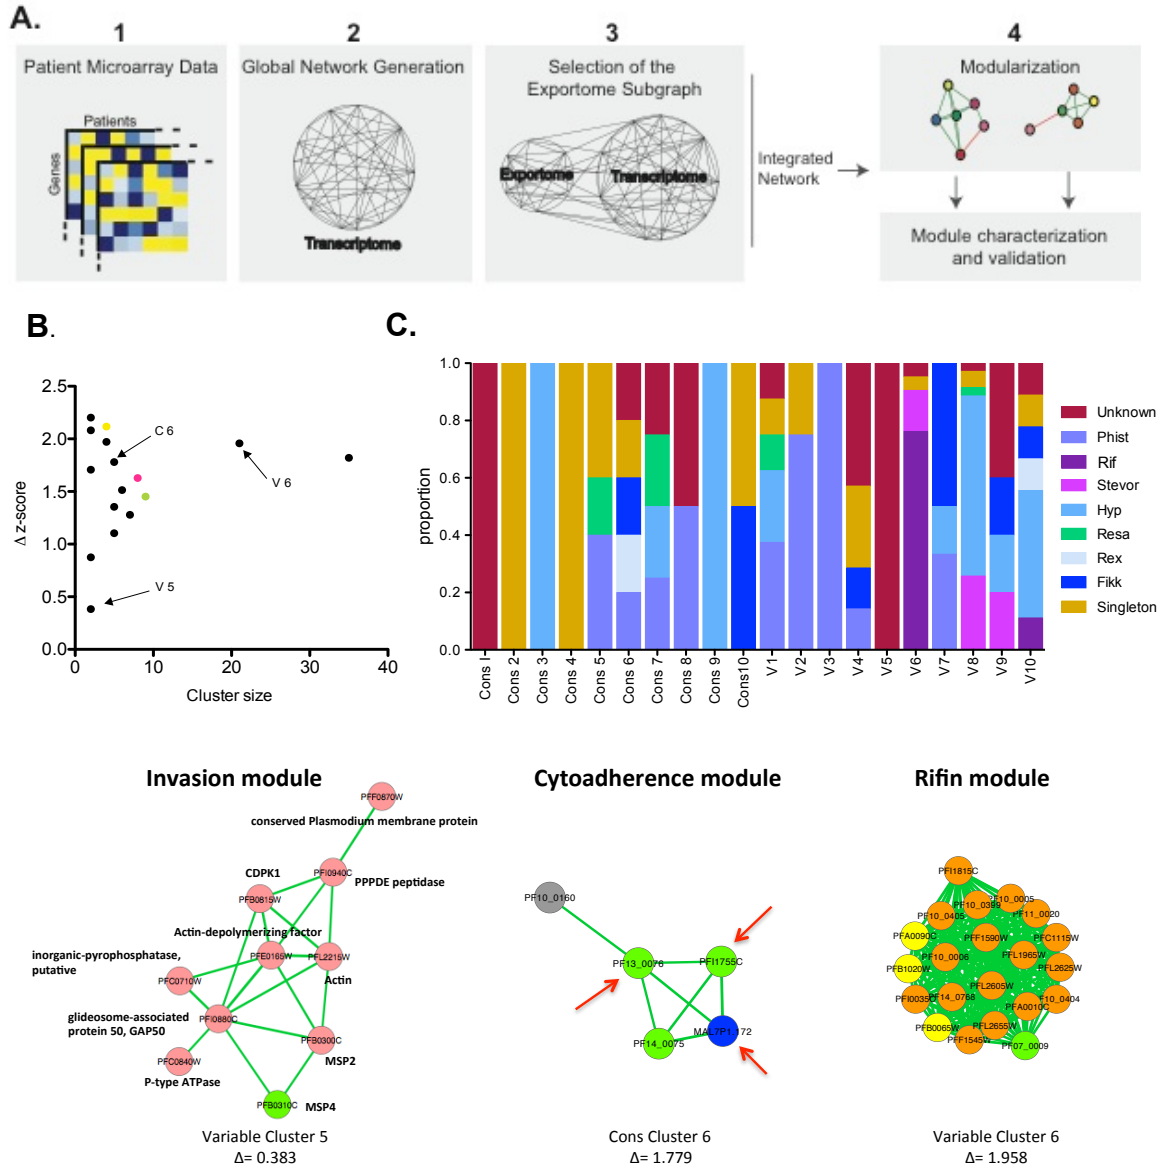 A.
1
2
3
4
Patient Microarray Data
Global Network Generation
Selection of the
Exportome Subgraph
Modularization
Patients
Genes
Transcriptome
Exportome
Transcriptome
Integrated
Network
Module characterization
and validation
B.
C.
2.5
2.0
1.5
1.0
0.5
0.0
0
10
20
30
40
Δ z-score
Cluster size
C 6
V 6
V 5
1.0
0.8
0.6
0.4
0.2
0.0
proportion
Cons I
Cons 2
Cons 3
Cons 4
Cons 5
Cons 6
Cons 7
Cons 8
Cons 9
Cons10
V1
V2
V3
V4
V5
V6
V7
V8
V9
V10
Unknown
Phist
Rif
Stevor
Hyp
Resa
Rex
Fikk
Singleton
Invasion module
PFF0870W
conserved Plasmodium membrane protein
PFI0940C
PPPDE peptidase
CDPK1
PFB0815W
Actin-depolymerizing factor
PFE0165W
PFL2215W
Actin
inorganic-pyrophosphatase,
putative
PFC0710W
glideosome-associated
protein 50, GAP50
PFI0880C
PFB0300C
MSP2
PFC0840W
P-type ATPase
PFB0310C
MSP4
Variable Cluster 5
Δ= 0.383
Cytoadherence module
PF10_0160
PF13_0076
PFI1755C
PF14_0075
MAL7P1.172
Cons Cluster 6
Δ= 1.779
Rifin module
PFI1815C
PF10_0399
PF10_0005
PF10_0405
PF11_0020
PFA0090C
PFF1590W
PFC1115W
PF10_0006
PFL1965W
PFB1020W
PFL2625W
PFI0035C
PF14_0768
PFL2605W
PFA0010C
F10_0404
PFB0065W
PFL2655W
PFF1545W
PF07_0009
Variable Cluster 6
Δ= 1.958